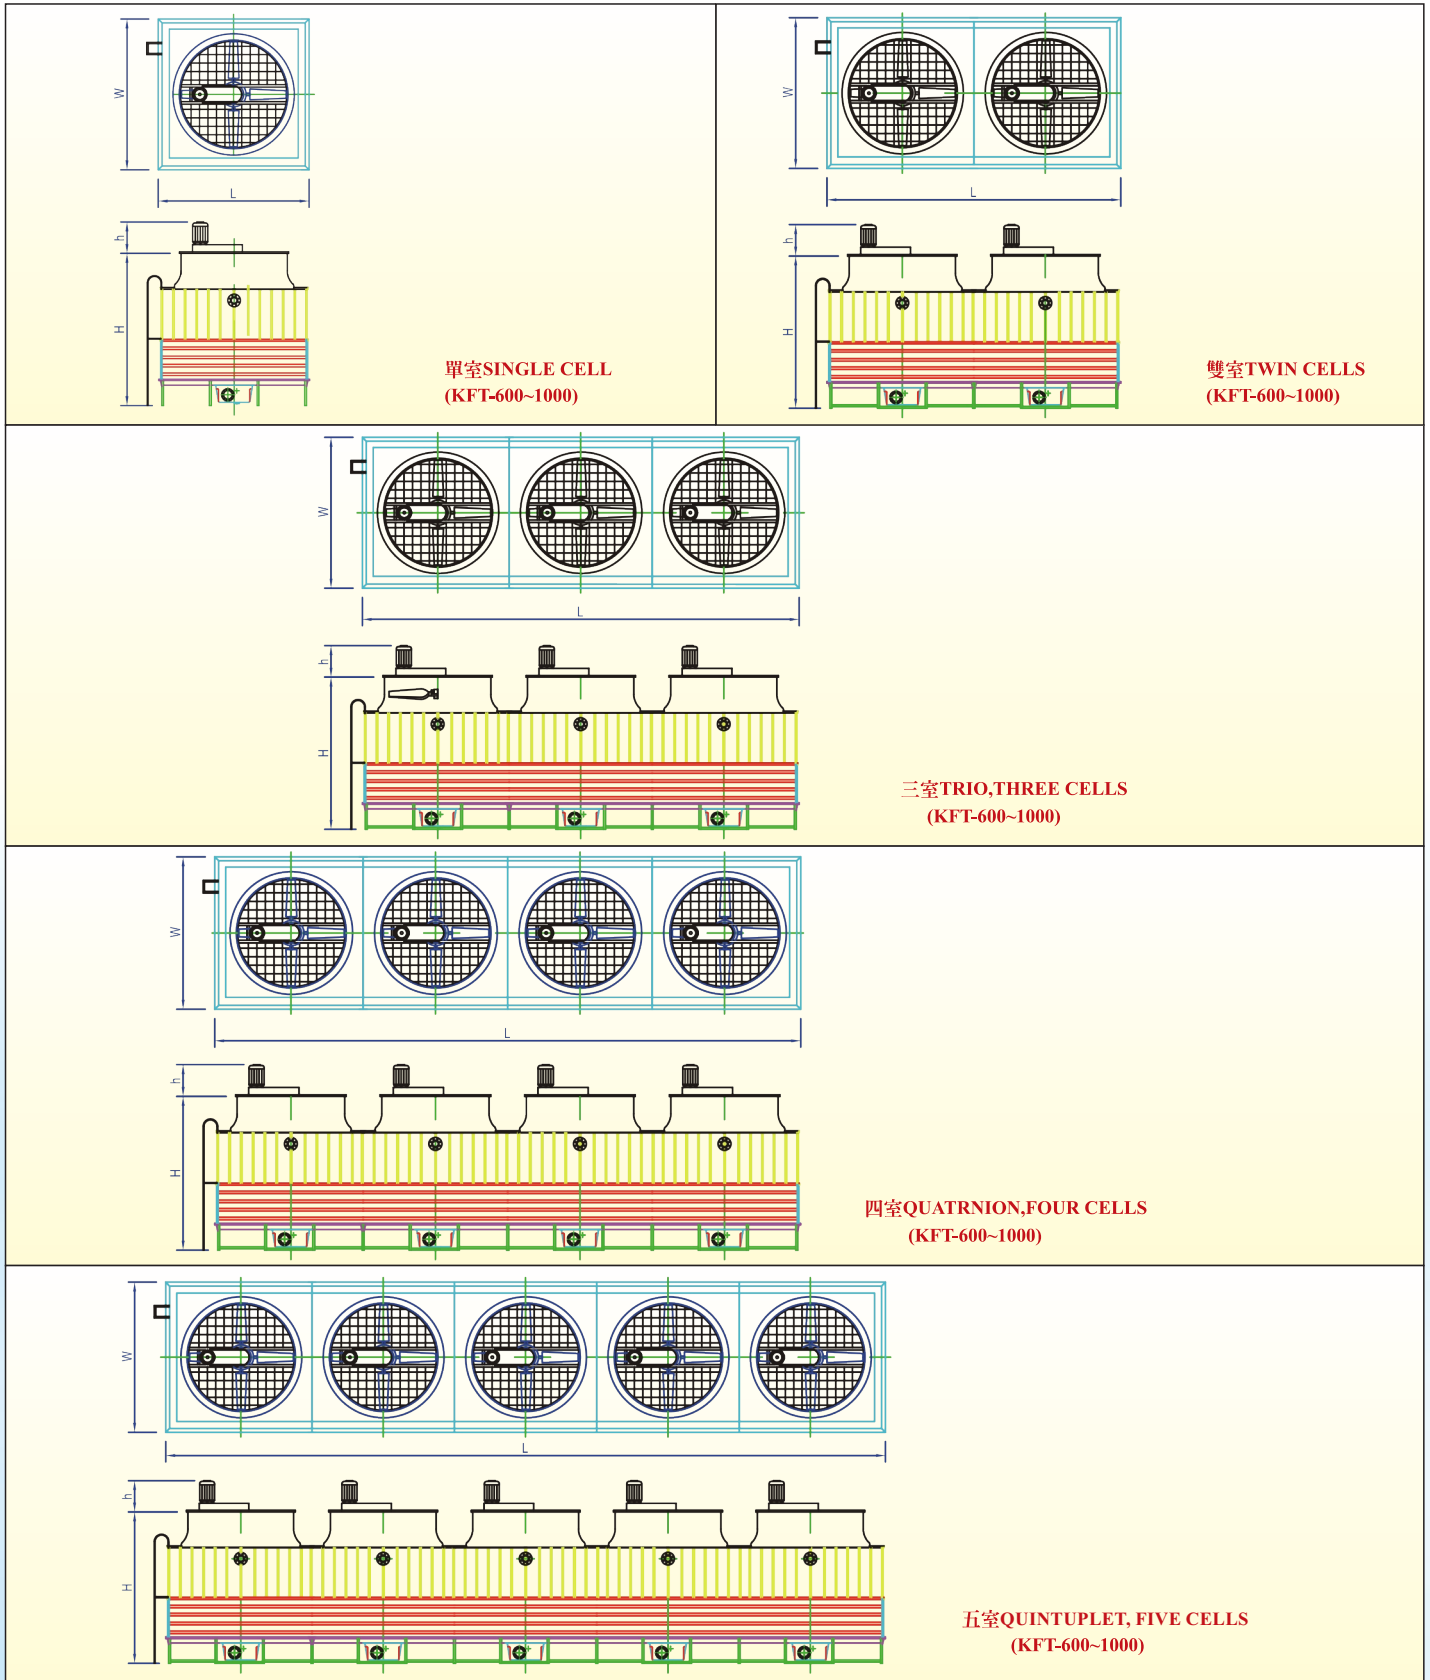 W
L
h
H
單室SINGLE CELL
(KFT-600~1000)
W
L
h
H
雙室TWIN CELLS
(KFT-600~1000)
W
L
h
H
三室TRIO,THREE CELLS
(KFT-600~1000)
W
L
h
H
四室QUATRNION,FOUR CELLS
(KFT-600~1000)
W
L
h
H
五室QUINTUPLET, FIVE CELLS
(KFT-600~1000)